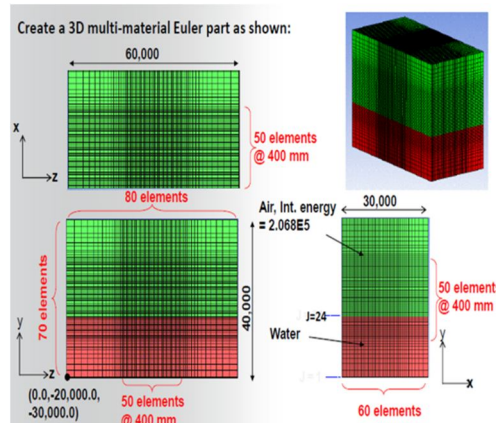 Create a 3D multi-material Euler part as shown:
60,000
x
z
50 elements
@ 400 mm
80 elements
70 elements
40,000
y
z
(0.0,-20,000.0,
-30,000.0)
50 elements
@ 400 mm
Air, Int. energy
= 2.068E5
30,000
J=24
50 elements
@ 400 mm
Water
y
x
60 elements